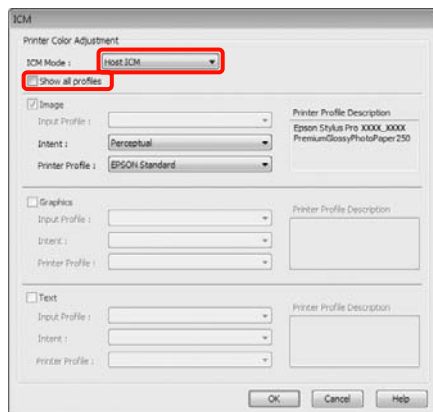 ICM
Printer Color Adjustment
ICM Mode : Host ICM
Show all profiles
Image
Input Profile :
Intent : Perceptual
Printer Profile : EPSON Standard
Printer Profile Description
Epson Stylus Pro XXXX_XXXX
PremiumGlossyPhotoPaper250
Graphics
Input Profile :
Intent :
Printer Profile :
Printer Profile Description
Text
Input Profile :
Intent :
Printer Profile :
Printer Profile Description
OK Cancel Help